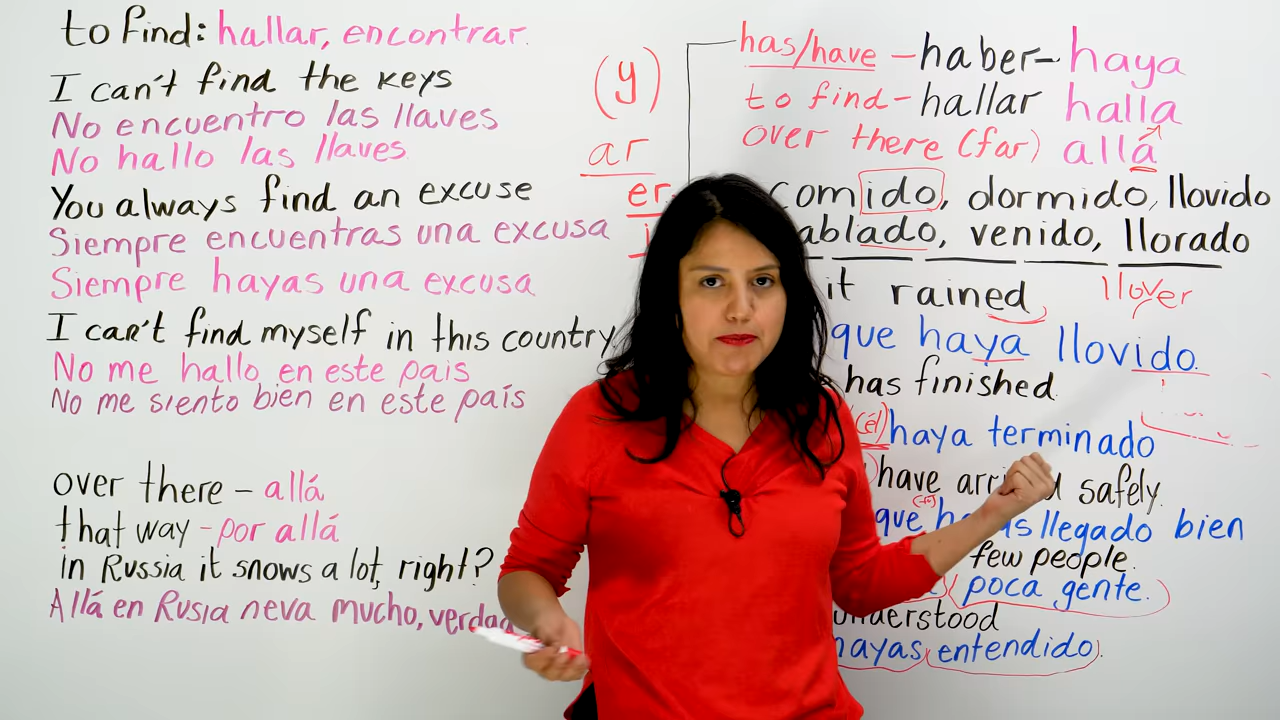 to find: hallar, encontrar.
I can't find the keys
No encuentro las llaves
No hallo las llaves.
You always find an excuse
Siempre encuentras una excusa
Siempre hayas una excusa
I can't find myself in this country
No me hallo en este pais
No me siento bien en este país
over there - allá
that way - por allá
in Russia it snows a lot, right?
Allá en Rusia neva mucho, verdad
(y)
ar
er
has/have - haber - haya
to find - hallar halla
over there (far) allá
comido, dormido, llovido
ablado, venido, llorado
it rained
llover
que haya llovido.
has finished.
(él) haya terminado
have safely.
que llegado bien
few people.
poca gente.
understood
hayas entendido.